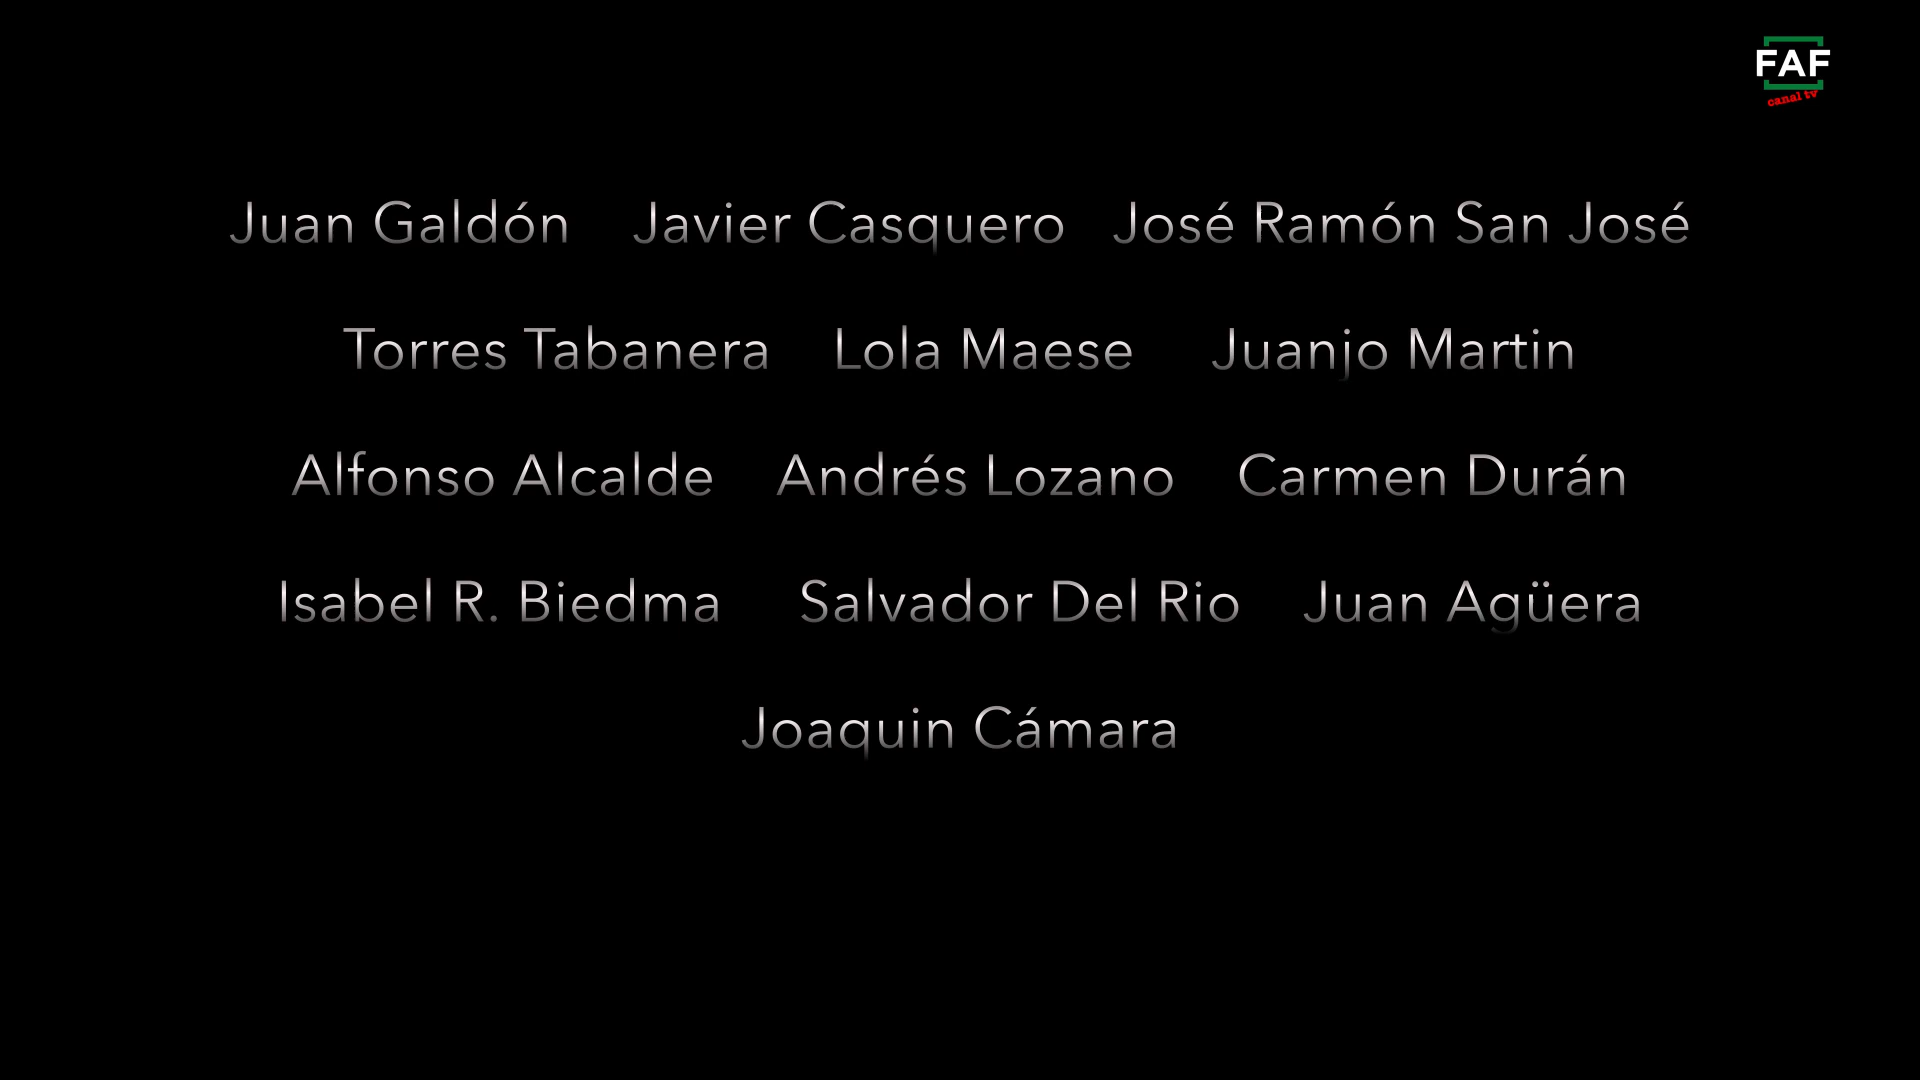 FAF
canal tv
Juan Galdón Javier Casquero José Ramón San José
Torres Tabanera Lola Maese Juanjo Martin
Alfonso Alcalde Andrés Lozano Carmen Durán
Isabel R. Biedma Salvador Del Rio Juan Agüera
Joaquin Cámara